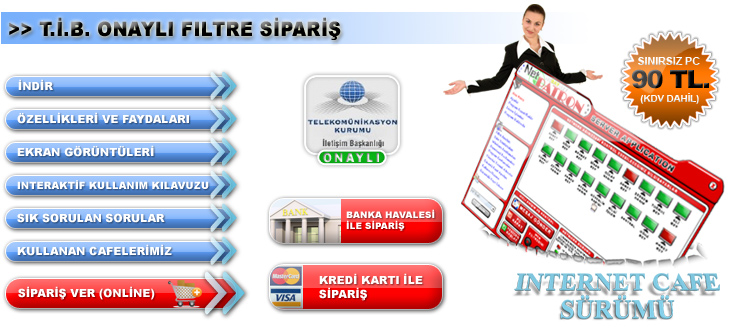 >> T.İ.B. ONAYLI FİLTRE SİPARİŞ
İNDİR
ÖZELLİKLERİ VE FAYDALARI
EKRAN GÖRÜNTÜLERİ
INTERAKTİF KULLANIM KILAVUZU
SIK SORULAN SORULAR
KULLANAN CAFELERİMİZ
SİPARİŞ VER (ONLINE)
TELEKOMÜNİKASYON
KURUMU
İletişim Başkanlığı
ONAYLI
BANK
BANKA HAVALESİ
İLE SİPARİŞ
MasterCard
VISA
KREDİ KARTI İLE
SİPARİŞ
SINIRSIZ PC
90 TL.
(KDV DAHİL)
Net
PATRON
SERVER APPLICATION
INTERNET CAFE
SÜRÜMÜ